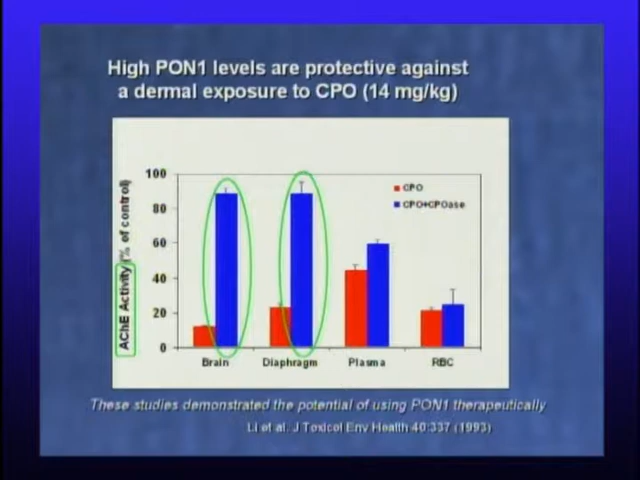 High PON1 levels are protective against
a dermal exposure to CPO (14 mg/kg)
100
80
60
40
20
0
AChE Activity (% of control)
CPO
CPO+CPOase
Brain
Diaphragm
Plasma
RBC
These studies demonstrated the potential of using PON1 therapeutically
Li et al. J Toxicol Env Health 40:337 (1993)